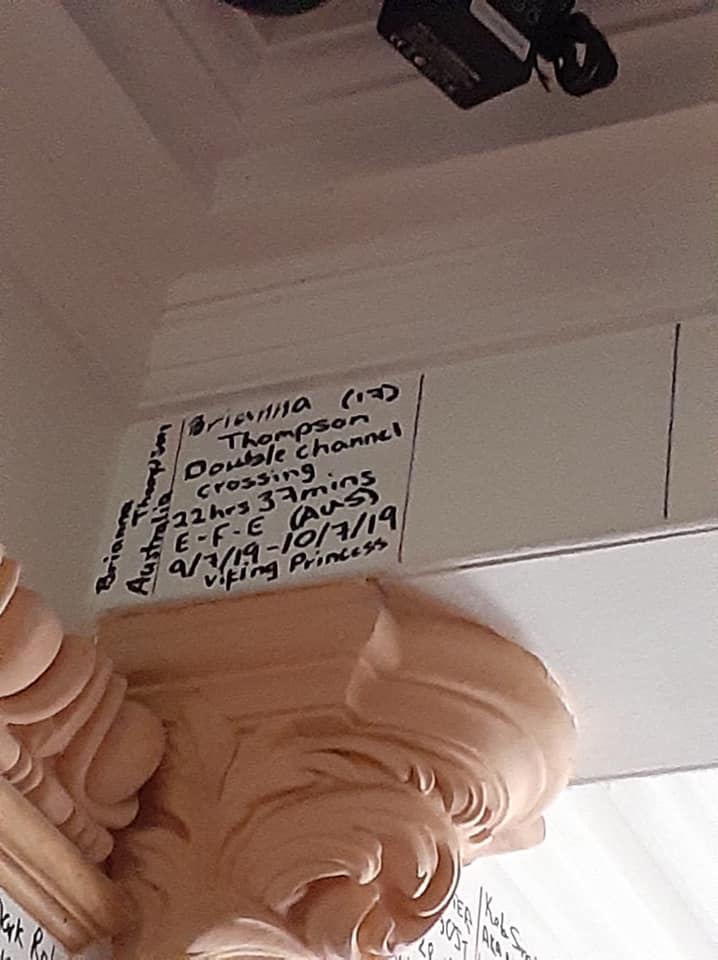 Brianna (17)
Thompson
Double channel
crossing
22hrs 37mins
E-F-E (AUS)
9/7/19-10/7/19
Viking Princess
Brianna Thompson
Australia